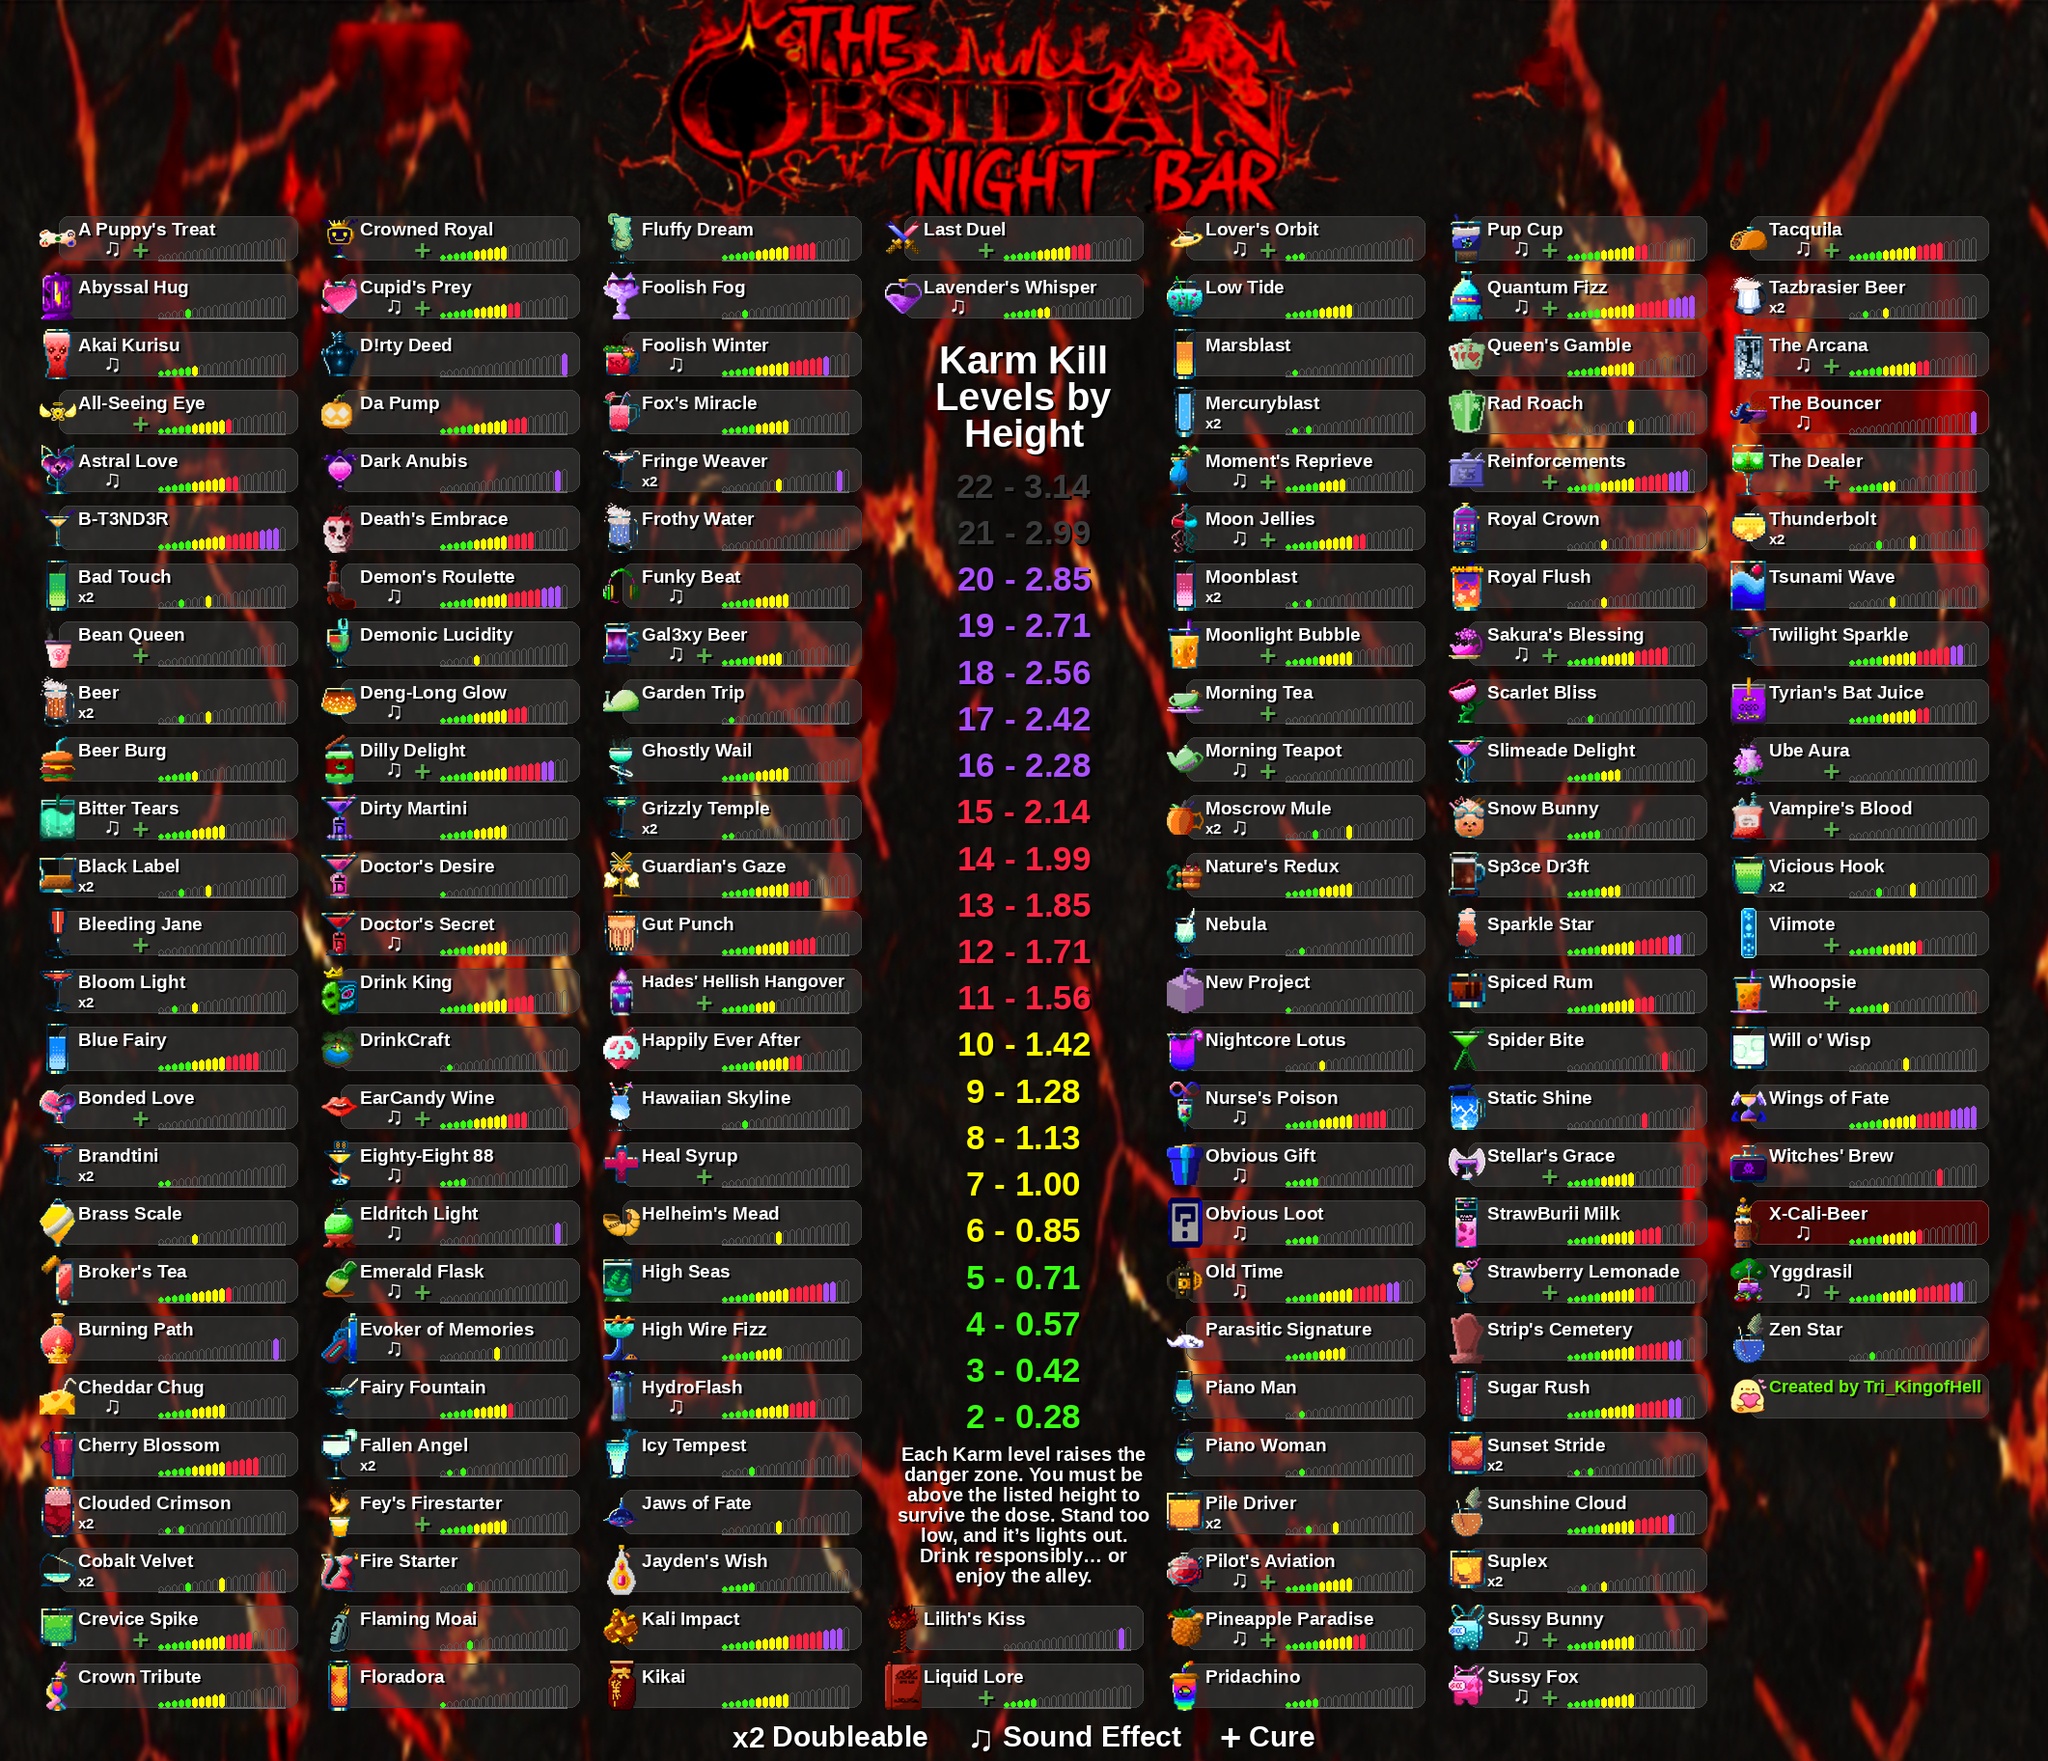 THE
OBSIDIAN
NIGHT BAR
A Puppy's Treat
♫ +
Abyssal Hug
Akai Kurisu
♫
All-Seeing Eye
+
Astral Love
♫
B-T3ND3R
Bad Touch
x2
Bean Queen
+
Beer
x2
Beer Burg
Bitter Tears
♫ +
Black Label
x2
Bleeding Jane
+
Bloom Light
x2
Blue Fairy
Bonded Love
+
Brandtini
x2
Brass Scale
Broker's Tea
Burning Path
Cheddar Chug
♫
Cherry Blossom
Clouded Crimson
x2
Cobalt Velvet
x2
Crevice Spike
+
Crown Tribute
Crowned Royal
+
Cupid's Prey
♫ +
D!rty Deed
Da Pump
Dark Anubis
Death's Embrace
Demon's Roulette
♫
Demonic Lucidity
Deng-Long Glow
♫
Dilly Delight
♫ +
Dirty Martini
Doctor's Desire
Doctor's Secret
♫
Drink King
DrinkCraft
EarCandy Wine
♫ +
Eighty-Eight 88
♫
Eldritch Light
♫
Emerald Flask
♫ +
Evoker of Memories
♫
Fairy Fountain
Fallen Angel
x2
Fey's Firestarter
+
Fire Starter
Flaming Moai
Floradora
Fluffy Dream
Foolish Fog
Foolish Winter
♫
Fox's Miracle
Fringe Weaver
x2
Frothy Water
Funky Beat
♫
Gal3xy Beer
♫ +
Garden Trip
Ghostly Wail
Grizzly Temple
x2
Guardian's Gaze
Gut Punch
Hades' Hellish Hangover
+
Happily Ever After
Hawaiian Skyline
Heal Syrup
+
Helheim's Mead
High Seas
High Wire Fizz
HydroFlash
♫
Icy Tempest
Jaws of Fate
Jayden's Wish
Kali Impact
Kikai
Last Duel
+
Lavender's Whisper
♫
Karm Kill
Levels by
Height
22 - 3.14
21 - 2.99
20 - 2.85
19 - 2.71
18 - 2.56
17 - 2.42
16 - 2.28
15 - 2.14
14 - 1.99
13 - 1.85
12 - 1.71
11 - 1.56
10 - 1.42
9 - 1.28
8 - 1.13
7 - 1.00
6 - 0.85
5 - 0.71
4 - 0.57
3 - 0.42
2 - 0.28
Each Karm level raises the
danger zone. You must be
above the listed height to
survive the dose. Stand too
low, and it's lights out.
Drink responsibly... or
enjoy the alley.
Lilith's Kiss
Liquid Lore
+
Lover's Orbit
♫ +
Low Tide
Marsblast
Mercuryblast
x2
Moment's Reprieve
♫ +
Moon Jellies
♫ +
Moonblast
x2
Moonlight Bubble
+
Morning Tea
+
Morning Teapot
♫ +
Moscrow Mule
x2 ♫
Nature's Redux
Nebula
New Project
Nightcore Lotus
Nurse's Poison
♫
Obvious Gift
♫
Obvious Loot
♫
Old Time
♫
Parasitic Signature
Piano Man
Piano Woman
Pile Driver
x2
Pilot's Aviation
♫ +
Pineapple Paradise
♫ +
Pridachino
Pup Cup
♫ +
Quantum Fizz
♫ +
Queen's Gamble
Rad Roach
Reinforcements
+
Royal Crown
Royal Flush
Sakura's Blessing
♫ +
Scarlet Bliss
Slimeade Delight
Snow Bunny
Sp3ce Dr3ft
Sparkle Star
Spiced Rum
Spider Bite
Static Shine
Stellar's Grace
+
StrawBurii Milk
Strawberry Lemonade
+
Strip's Cemetery
Sugar Rush
Sunset Stride
x2
Sunshine Cloud
Suplex
x2
Sussy Bunny
♫ +
Sussy Fox
♫ +
Tacquila
♫ +
Tazbrasier Beer
x2
The Arcana
♫ +
The Bouncer
♫
The Dealer
+
Thunderbolt
x2
Tsunami Wave
Twilight Sparkle
Tyrian's Bat Juice
Ube Aura
+
Vampire's Blood
+
Vicious Hook
x2
Viimote
+
Whoopsie
+
Will o' Wisp
Wings of Fate
Witches' Brew
X-Cali-Beer
♫
Yggdrasil
♫ +
Zen Star
Created by Tri_KingofHell
x2 Doubleable ♫ Sound Effect + Cure